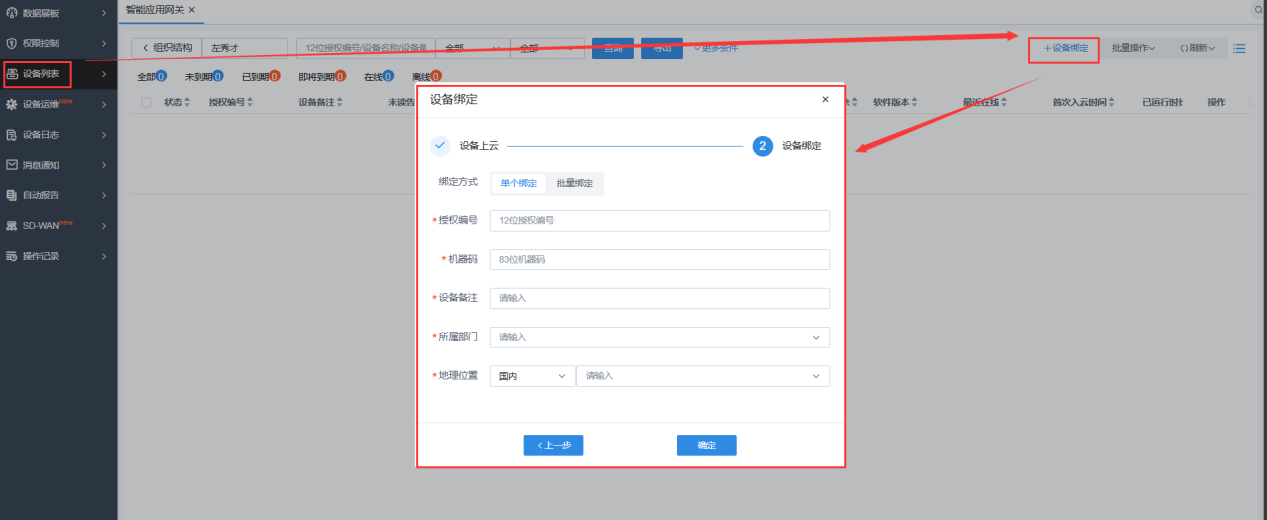 数据展板
权限控制
设备列表
设备运维new
设备日志
消息通知
自动报告
SD-WANnew
操作记录
智能应用网关 ×
< 组织结构 左秀才 12位授权编号/设备名称/设备备 全部 全部 查询 导出 更多条件 +设备绑定 批量操作 刷新
全部0 未到期0 已到期0 即将到期0 在线0 离线0
状态 授权编号 设备备注 未读告 软件版本 最近在线 首次入云时间 已运行时 操作
设备绑定 ×
设备上云 2 设备绑定
绑定方式 单个绑定 批量绑定
*授权编号 12位授权编号
*机器码 83位机器码
*设备备注 请输入
*所属部门 请输入
*地理位置 国内 请输入
<上一步 确定